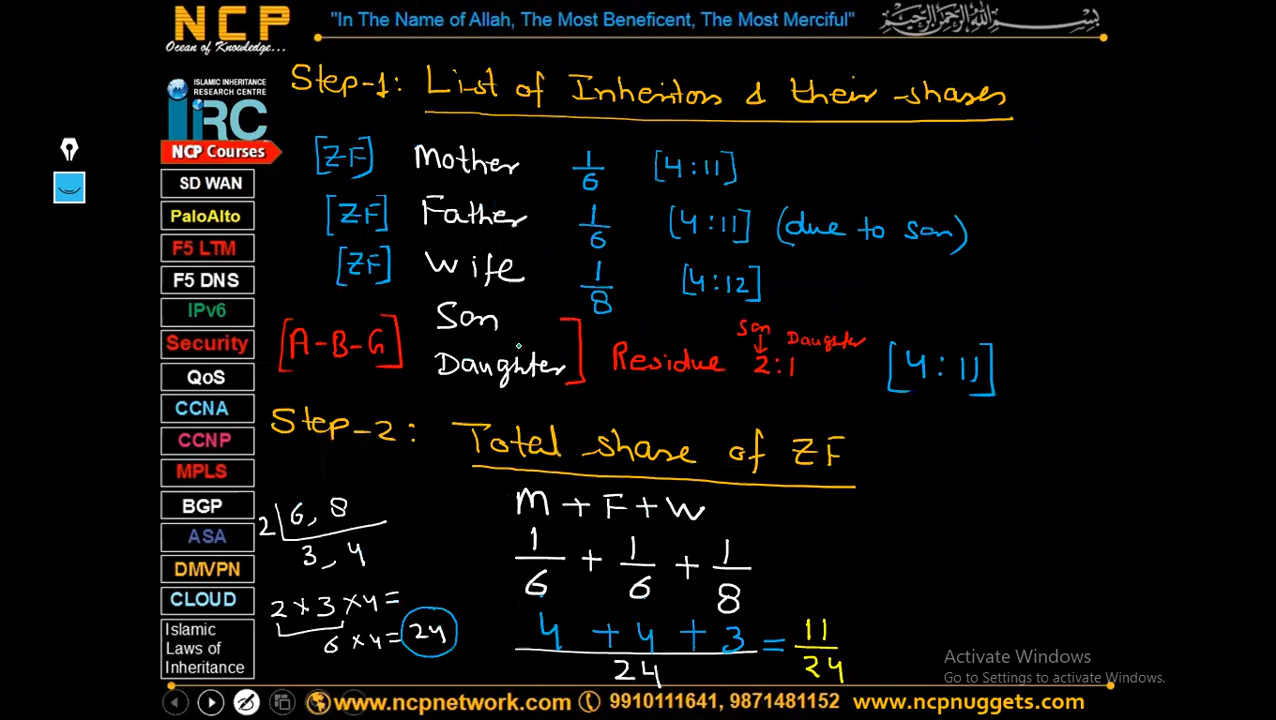 NCP
Ocean of Knowledge...
"In The Name of Allah, The Most Beneficent, The Most Merciful"
بِسْمِ اللَّهِ الرَّحْمَٰنِ الرَّحِيمِ
ISLAMIC INHERITANCE
RESEARCH CENTRE
IRC
NCP Courses
SD WAN
PaloAlto
F5 LTM
F5 DNS
IPv6
Security
QoS
CCNA
CCNP
MPLS
BGP
ASA
DMVPN
CLOUD
Islamic
Laws of
Inheritance
Step-1: List of Inheritors & their shares
[ZF] Mother 1/6 [4:11]
[ZF] Father 1/6 [4:11] (due to son)
[ZF] Wife 1/8 [4:12]
Son
[A-B-G] Daughter ] Residue 2:1 [4:11]
Son Daughter
Step-2: Total share of ZF
M + F + W
1/6 + 1/6 + 1/8
4 + 4 + 3 / 24 = 11/24
2 | 6, 8
3, 4
2 × 3 × 4 =
6 × 4 = 24
Activate Windows
Go to Settings to activate Windows.
www.ncpnetwork.com 9910111641, 9871481152 www.ncpnuggets.com